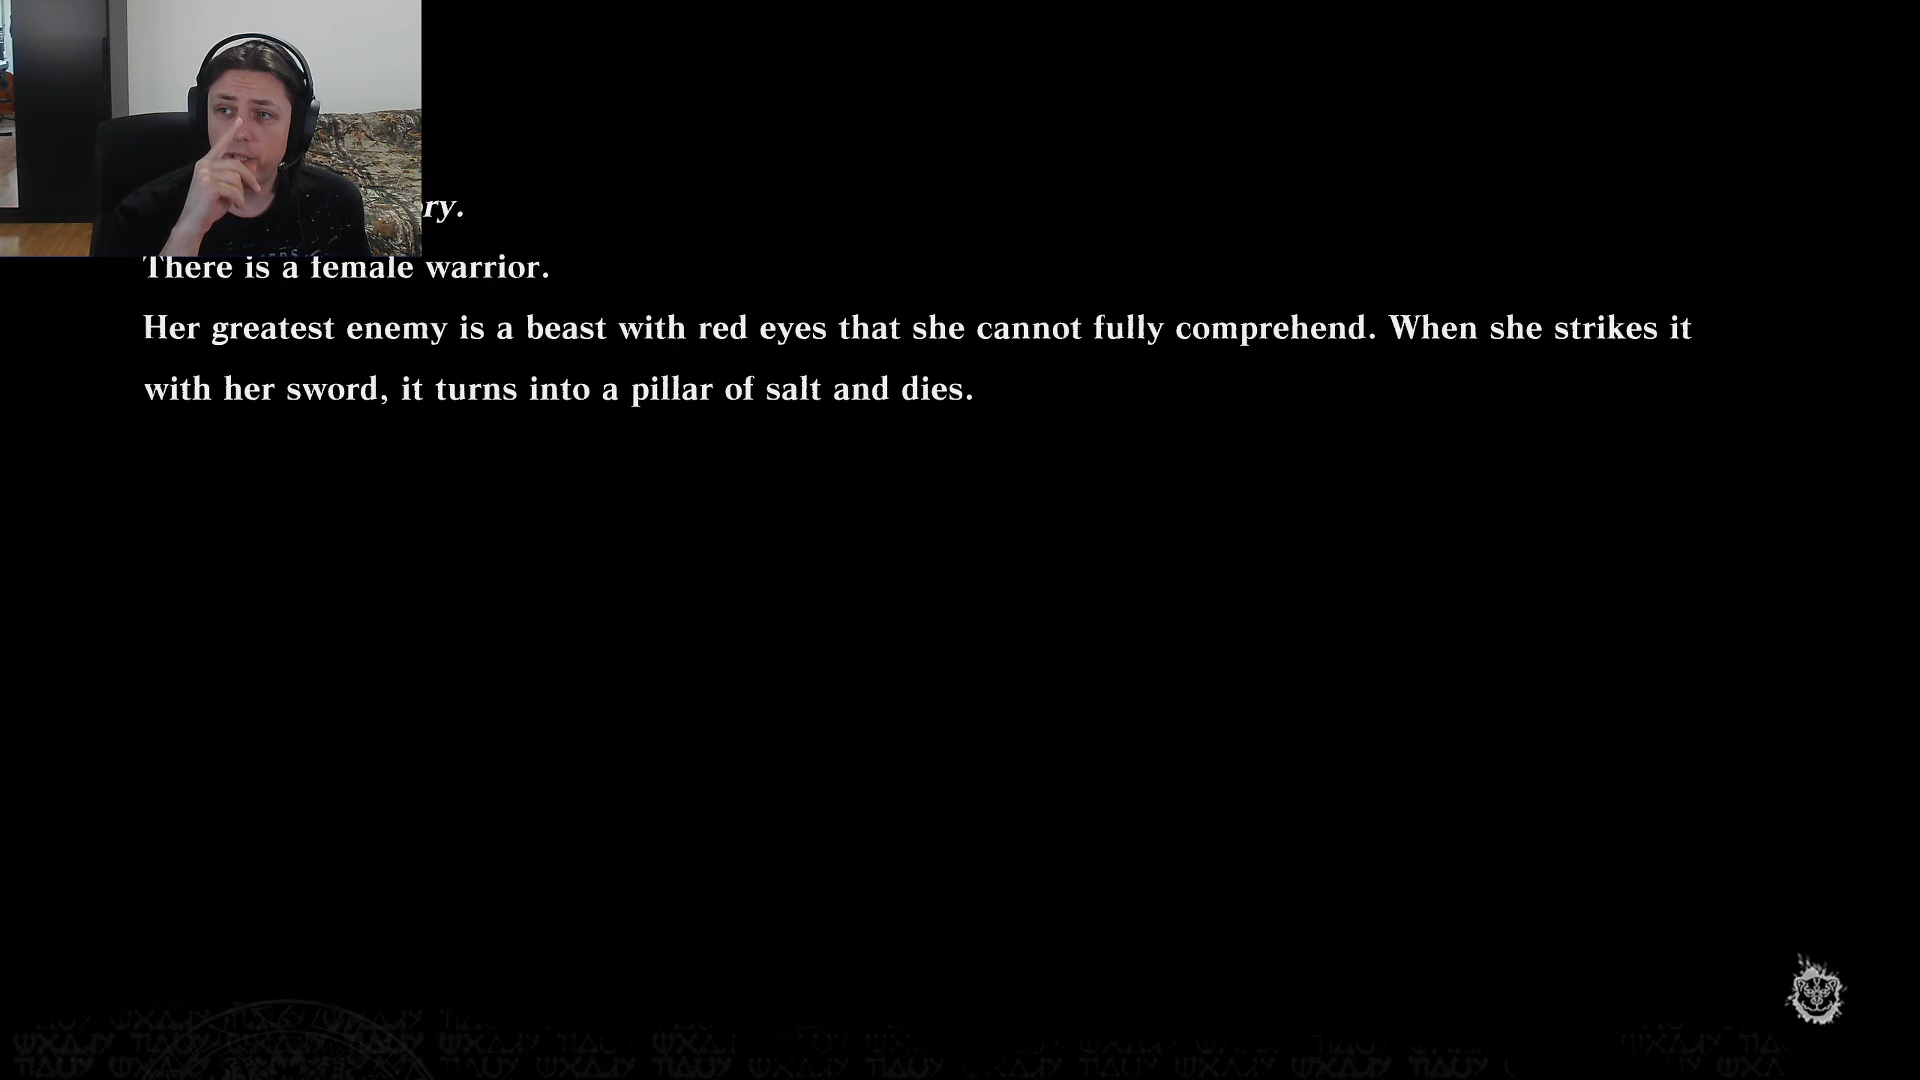 ry.
There is a female warrior.
Her greatest enemy is a beast with red eyes that she cannot fully comprehend. When she strikes it
with her sword, it turns into a pillar of salt and dies.